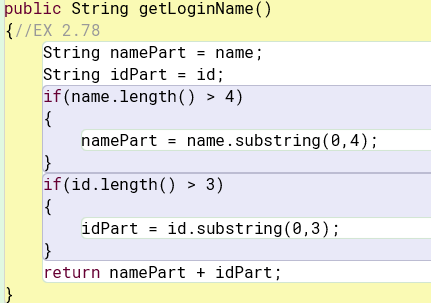 public String getLoginName()
{//EX 2.78
String namePart = name;
String idPart = id;
if(name.length() > 4)
{
namePart = name.substring(0,4);
}
if(id.length() > 3)
{
idPart = id.substring(0,3);
}
return namePart + idPart;
}